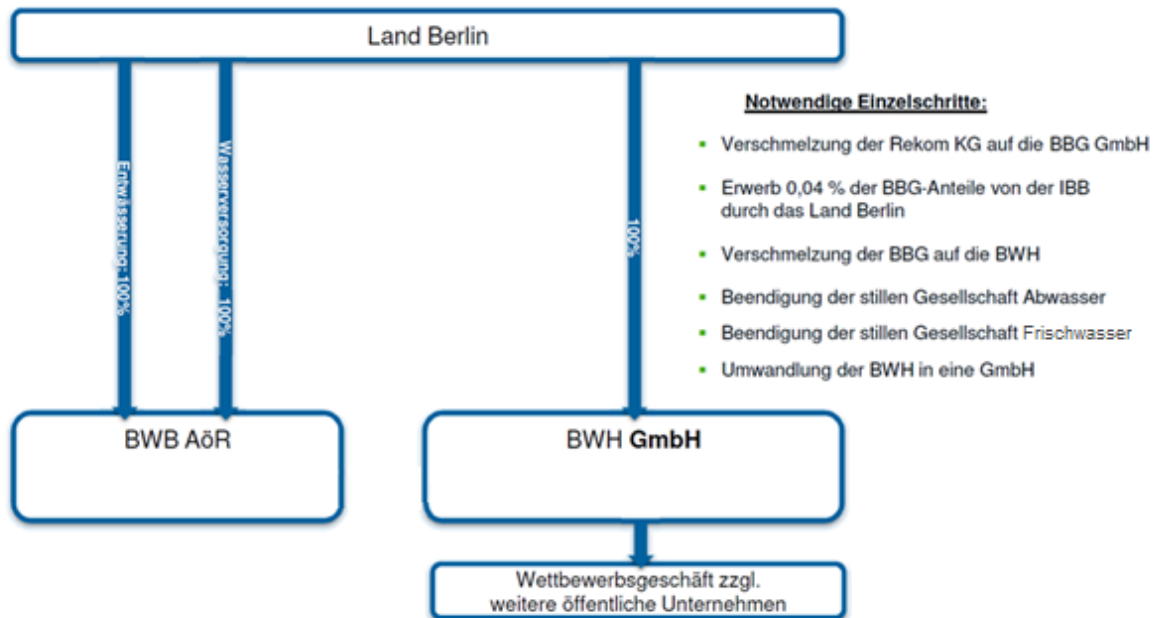 Land Berlin
Entwässerung: 100%
Wasserversorgung: 100%
100%
Notwendige Einzelschritte:
▪ Verschmelzung der Rekom KG auf die BBG GmbH
▪ Erwerb 0,04 % der BBG-Anteile von der IBB
durch das Land Berlin
▪ Verschmelzung der BBG auf die BWH
▪ Beendigung der stillen Gesellschaft Abwasser
▪ Beendigung der stillen Gesellschaft Frischwasser
▪ Umwandlung der BWH in eine GmbH
BWB AöR
BWH GmbH
Wettbewerbsgeschäft zzgl.
weitere öffentliche Unternehmen